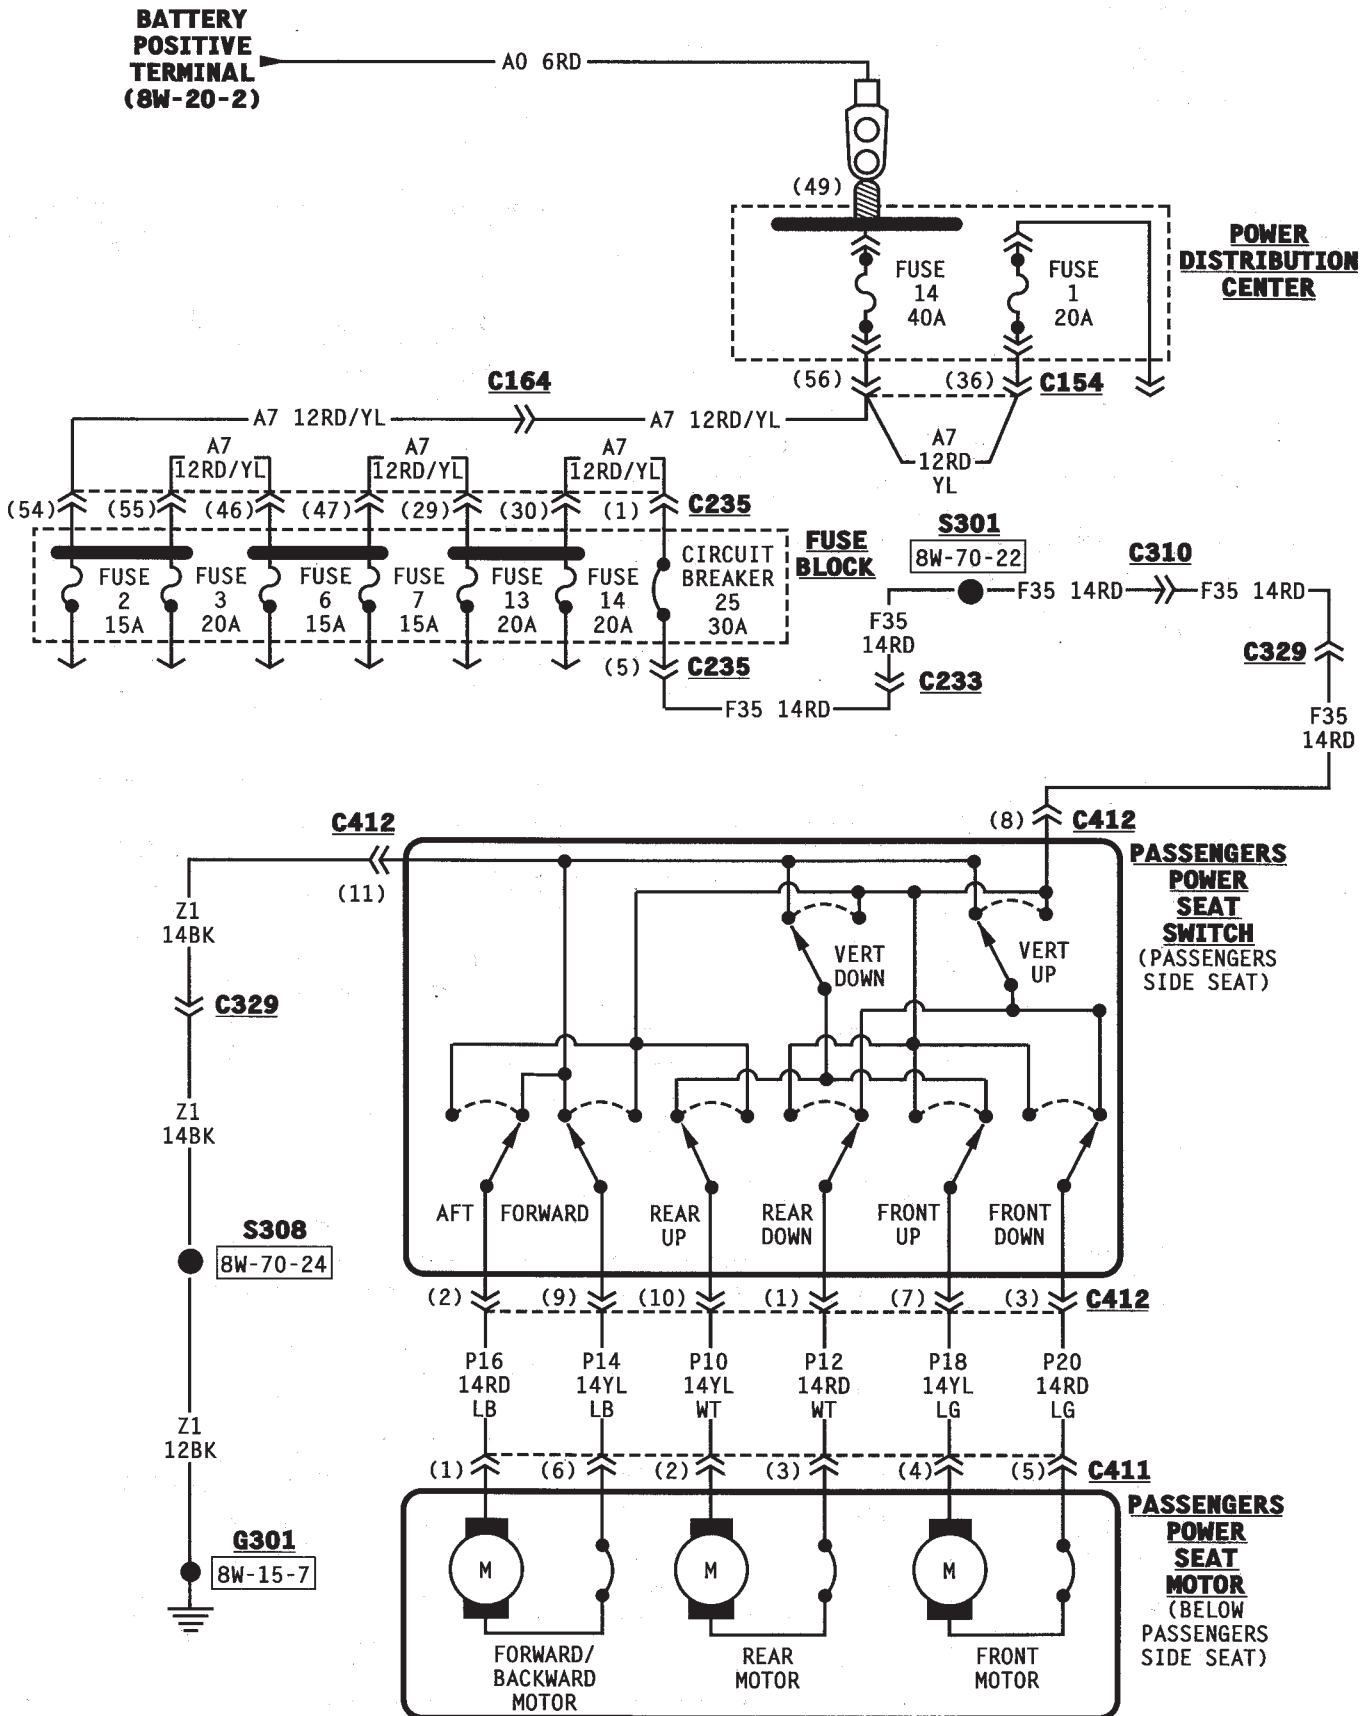 BATTERY
POSITIVE
TERMINAL
(8W-20-2)
A0 6RD
(49)
POWER
DISTRIBUTION
CENTER
FUSE
14
40A
FUSE
1
20A
(56)
(36)
C154
C164
A7 12RD/YL
A7 12RD/YL
A7
12RD
YL
A7
12RD/YL
A7
12RD/YL
A7
12RD/YL
(54)
(55)
(46)
(47)
(29)
(30)
(1)
C235
FUSE
BLOCK
FUSE
2
15A
FUSE
3
20A
FUSE
6
15A
FUSE
7
15A
FUSE
13
20A
FUSE
14
20A
CIRCUIT
BREAKER
25
30A
(5)
C235
F35 14RD
F35
14RD
C233
S301
8W-70-22
F35 14RD
C310
F35 14RD
C329
F35
14RD
(8)
C412
C412
(11)
PASSENGERS
POWER
SEAT
SWITCH
(PASSENGERS
SIDE SEAT)
VERT
DOWN
VERT
UP
Z1
14BK
C329
Z1
14BK
AFT
FORWARD
REAR
UP
REAR
DOWN
FRONT
UP
FRONT
DOWN
S308
8W-70-24
(2)
(9)
(10)
(1)
(7)
(3)
C412
P16
14RD
LB
P14
14YL
LB
P10
14YL
WT
P12
14RD
WT
P18
14YL
LG
P20
14RD
LG
Z1
12BK
(1)
(6)
(2)
(3)
(4)
(5)
C411
PASSENGERS
POWER
SEAT
MOTOR
(BELOW
PASSENGERS
SIDE SEAT)
G301
8W-15-7
M
M
M
FORWARD/
BACKWARD
MOTOR
REAR
MOTOR
FRONT
MOTOR